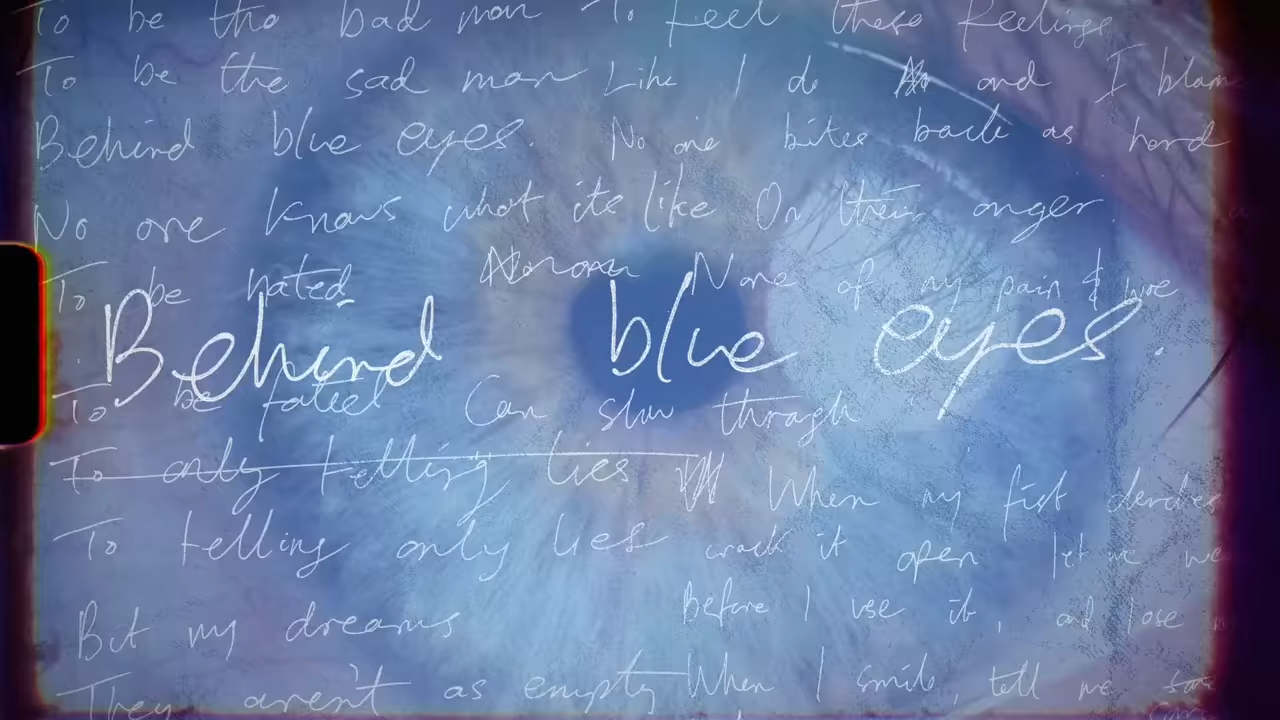 To be the bad man To feel these feelings
To be the sad man Like I do and I blam
Behind blue eyes. No one bites back as hard
No one knows what its like On their anger.
To be hated None of my pain & woe
Behind blue eyes.
To be fated Can show through
To only telling lies When my fist clenches
To telling only lies crack it open
But my dreams Before I use it, and lose
They aren't as empty When I smile, tell me